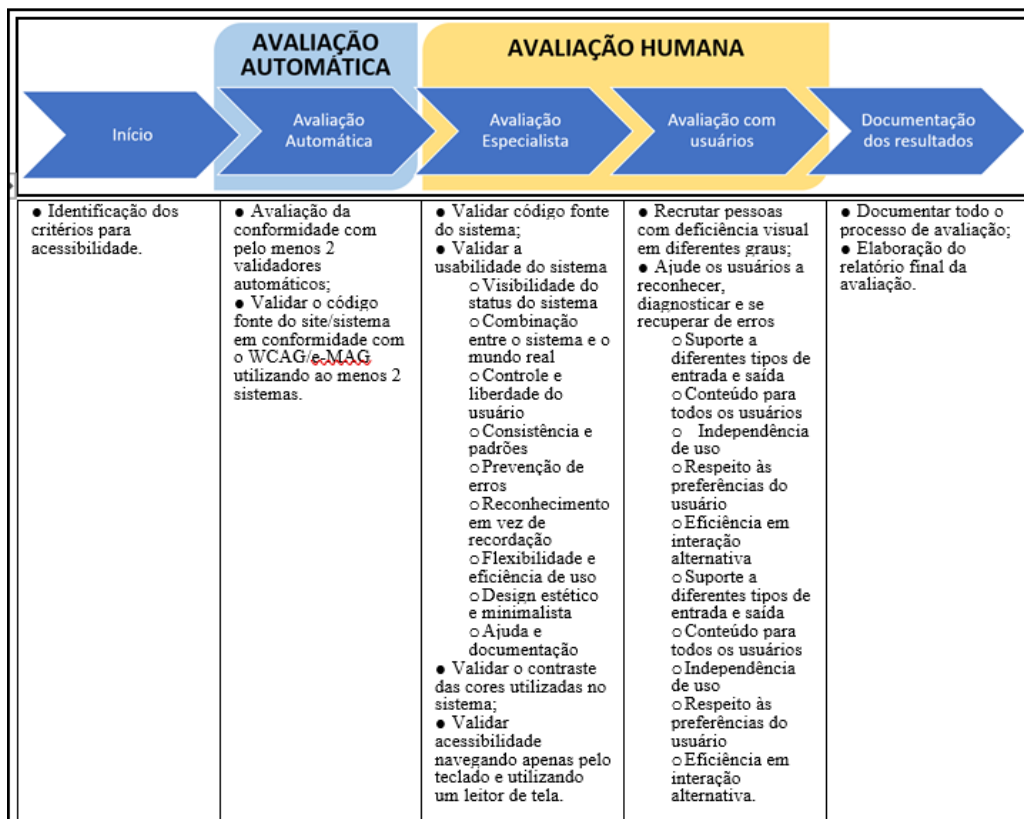 AVALIAÇÃO
AUTOMÁTICA
AVALIAÇÃO HUMANA
Início
Avaliação
Automática
Avaliação
Especialista
Avaliação com
usuários
Documentação
dos resultados
● Identificação dos
critérios para
acessibilidade.
● Avaliação da
conformidade com
pelo menos 2
validadores
automáticos;
● Validar o código
fonte do site/sistema
em conformidade com
o WCAG/e-MAG
utilizando ao menos 2
sistemas.
● Validar código fonte
do sistema;
● Validar a
usabilidade do sistema
○ Visibilidade do
status do sistema
○ Combinação
entre o sistema e o
mundo real
○ Controle e
liberdade do
usuário
○ Consistência e
padrões
○ Prevenção de
erros
○ Reconhecimento
em vez de
recordação
○ Flexibilidade e
eficiência de uso
○ Design estético
e minimalista
○ Ajuda e
documentação
● Validar o contraste
das cores utilizadas no
sistema;
● Validar
acessibilidade
navegando apenas pelo
teclado e utilizando
um leitor de tela.
● Recrutar pessoas
com deficiência visual
em diferentes graus;
● Ajude os usuários a
reconhecer,
diagnosticar e se
recuperar de erros
○ Suporte a
diferentes tipos de
entrada e saída
○ Conteúdo para
todos os usuários
○ Independência
de uso
○ Respeito às
preferências do
usuário
○ Eficiência em
interação
alternativa
○ Suporte a
diferentes tipos de
entrada e saída
○ Conteúdo para
todos os usuários
○ Independência
de uso
○ Respeito às
preferências do
usuário
○ Eficiência em
interação
alternativa.
● Documentar todo o
processo de avaliação;
● Elaboração do
relatório final da
avaliação.